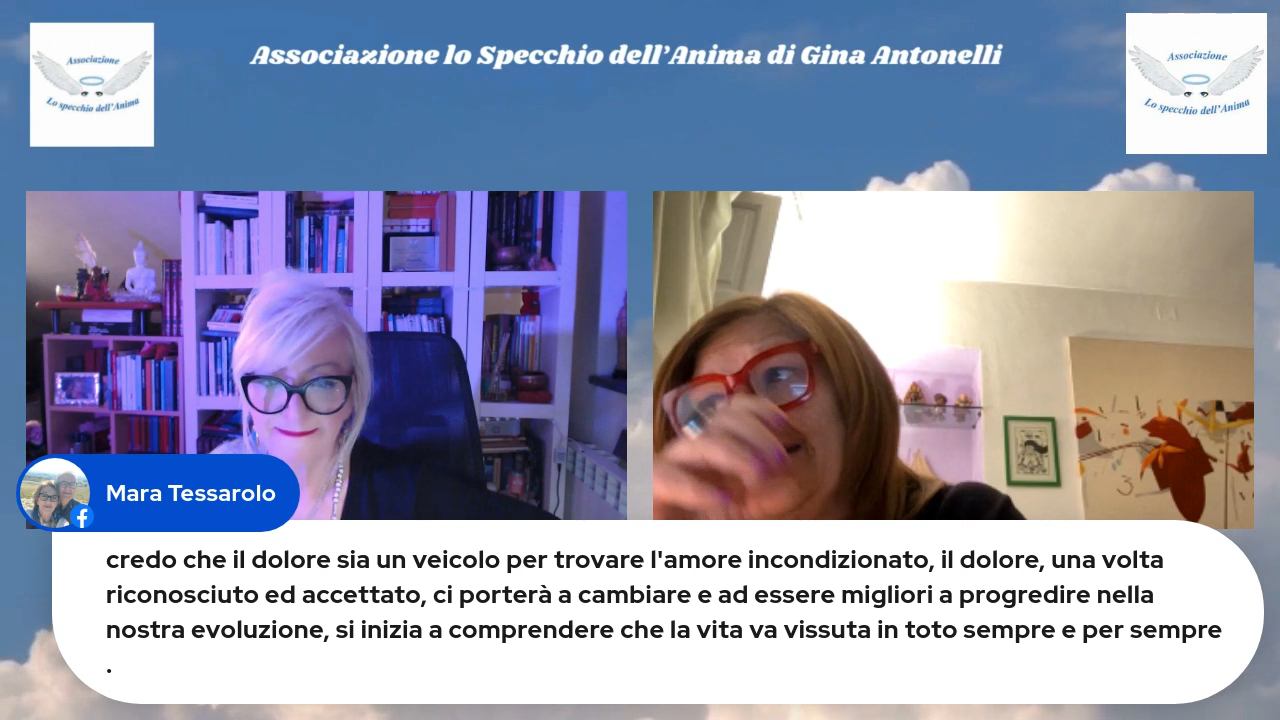 Associazione lo Specchio dell'Anima di Gina Antonelli
Associazione
Lo specchio dell'Anima
Associazione
Lo specchio dell'Anima
Mara Tessarolo
credo che il dolore sia un veicolo per trovare l'amore incondizionato, il dolore, una volta
riconosciuto ed accettato, ci porterà a cambiare e ad essere migliori a progredire nella
nostra evoluzione, si inizia a comprendere che la vita va vissuta in toto sempre e per sempre
.